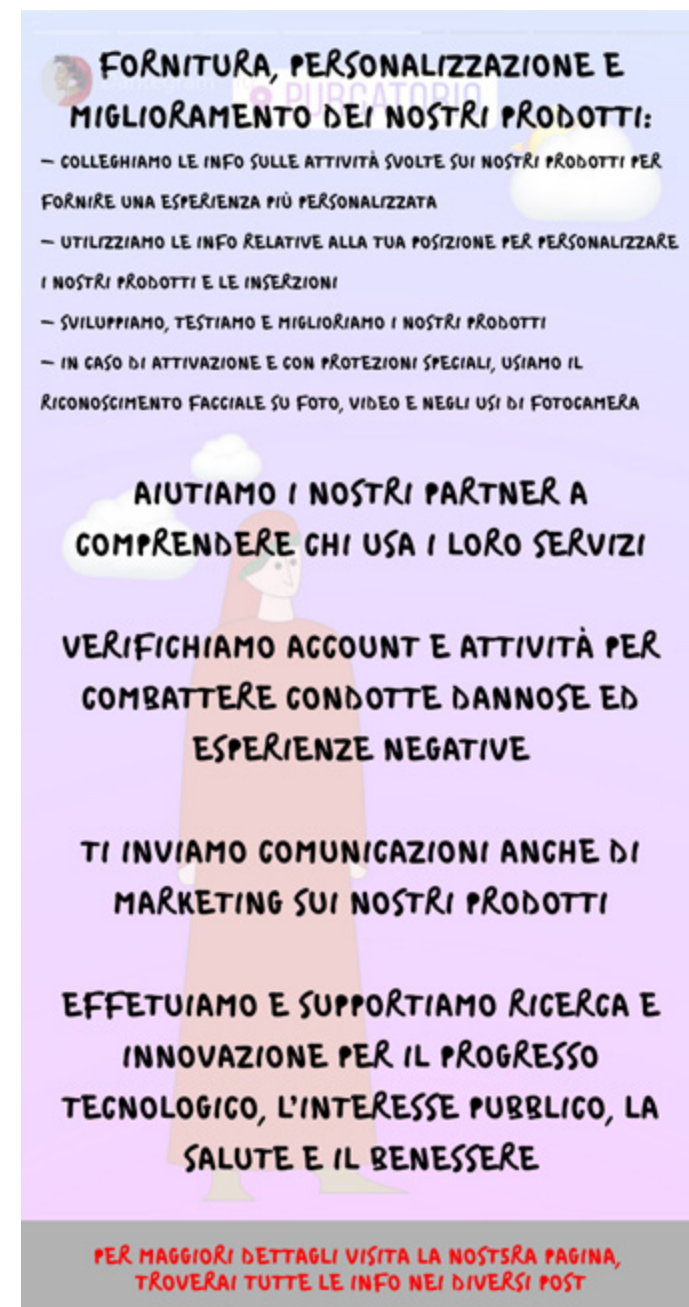 FORNITURA, PERSONALIZZAZIONE E
PURGATORIO
MIGLIORAMENTO DEI NOSTRI PRODOTTI:
– COLLEGHIAMO LE INFO SULLE ATTIVITÀ SVOLTE SUI NOSTRI PRODOTTI PER
FORNIRE UNA ESPERIENZA PIÙ PERSONALIZZATA
– UTILIZZIAMO LE INFO RELATIVE ALLA TUA POSIZIONE PER PERSONALIZZARE
I NOSTRI PRODOTTI E LE INSERZIONI
– SVILUPPIAMO, TESTIAMO E MIGLIORIAMO I NOSTRI PRODOTTI
– IN CASO DI ATTIVAZIONE E CON PROTEZIONI SPECIALI, USIAMO IL
RICONOSCIMENTO FACCIALE SU FOTO, VIDEO E NEGLI USI DI FOTOCAMERA
AIUTIAMO I NOSTRI PARTNER A
COMPRENDERE CHI USA I LORO SERVIZI
VERIFICHIAMO ACCOUNT E ATTIVITÀ PER
COMBATTERE CONDOTTE DANNOSE ED
ESPERIENZE NEGATIVE
TI INVIAMO COMUNICAZIONI ANCHE DI
MARKETING SUI NOSTRI PRODOTTI
EFFETUIAMO E SUPPORTIAMO RICERCA E
INNOVAZIONE PER IL PROGRESSO
TECNOLOGICO, L'INTERESSE PUBBLICO, LA
SALUTE E IL BENESSERE
PER MAGGIORI DETTAGLI VISITA LA NOSTSRA PAGINA,
TROVERAI TUTTE LE INFO NEI DIVERSI POST